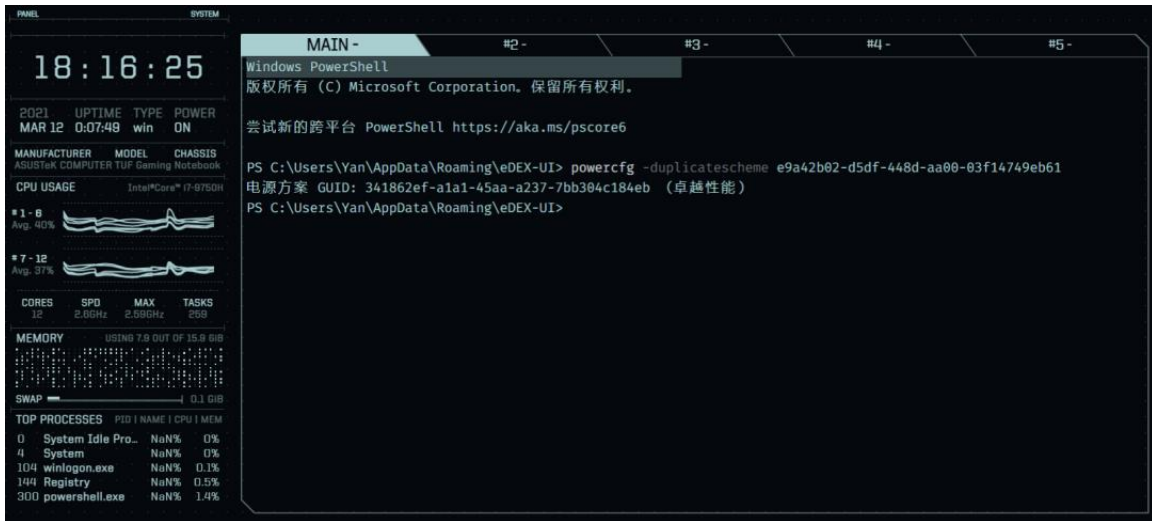 PANEL SYSTEM
18:16:25
2021 UPTIME TYPE POWER
MAR 12 0:07:49 win ON
MANUFACTURER MODEL CHASSIS
ASUSTeK COMPUTER TUF Gaming Notebook
CPU USAGE Intel®Core™ i7-9750H
#1-6
Avg. 40%
#7-12
Avg. 37%
CORES SPD MAX TASKS
12 2.6GHz 2.59GHz 259
MEMORY USING 7.9 OUT OF 15.9 GiB
SWAP 0.1 GiB
TOP PROCESSES PID | NAME | CPU | MEM
0 System Idle Pro... NaN% 0%
4 System NaN% 0%
104 winlogon.exe NaN% 0.1%
144 Registry NaN% 0.5%
300 powershell.exe NaN% 1.4%
MAIN - #2 - #3 - #4 - #5 -
Windows PowerShell
版权所有 (C) Microsoft Corporation。保留所有权利。
尝试新的跨平台 PowerShell https://aka.ms/pscore6
PS C:\Users\Yan\AppData\Roaming\eDEX-UI> powercfg -duplicatescheme e9a42b02-d5df-448d-aa00-03f14749eb61
电源方案 GUID: 341862ef-a1a1-45aa-a237-7bb304c184eb （卓越性能）
PS C:\Users\Yan\AppData\Roaming\eDEX-UI>